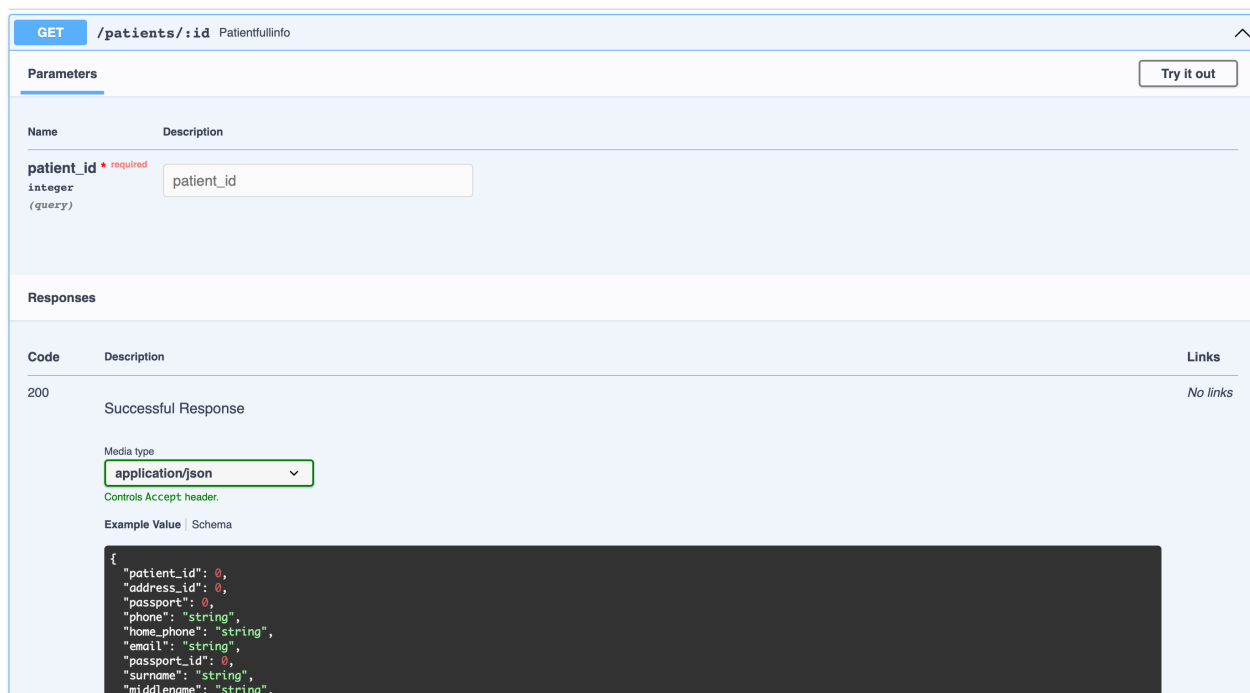 GET /patients/:id Patientfullinfo
Parameters
Try it out
Name Description
patient_id * required
integer
(query)
patient_id
Responses
Code Description Links
200
Successful Response
No links
Media type
application/json
Controls Accept header.
Example Value Schema
{
"patient_id": 0,
"address_id": 0,
"passport": 0,
"phone": "string",
"home_phone": "string",
"email": "string",
"passport_id": 0,
"surname": "string",
"middlename": "string",